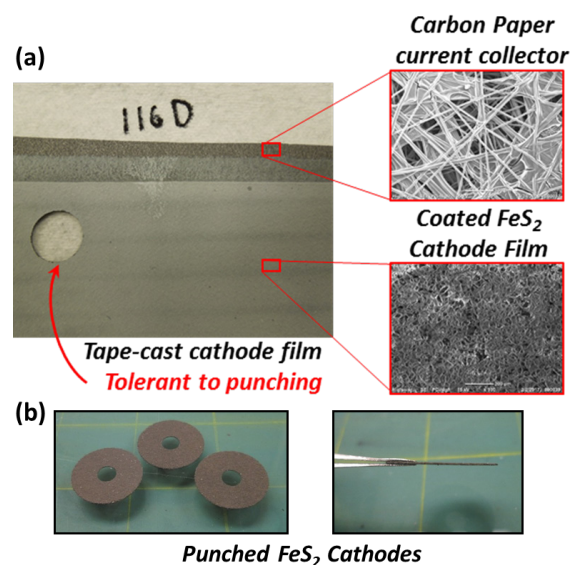 Carbon Paper
current collector
(a)
116D
Coated FeS₂
Cathode Film
Tape-cast cathode film
Tolerant to punching
(b)
Punched FeS₂ Cathodes